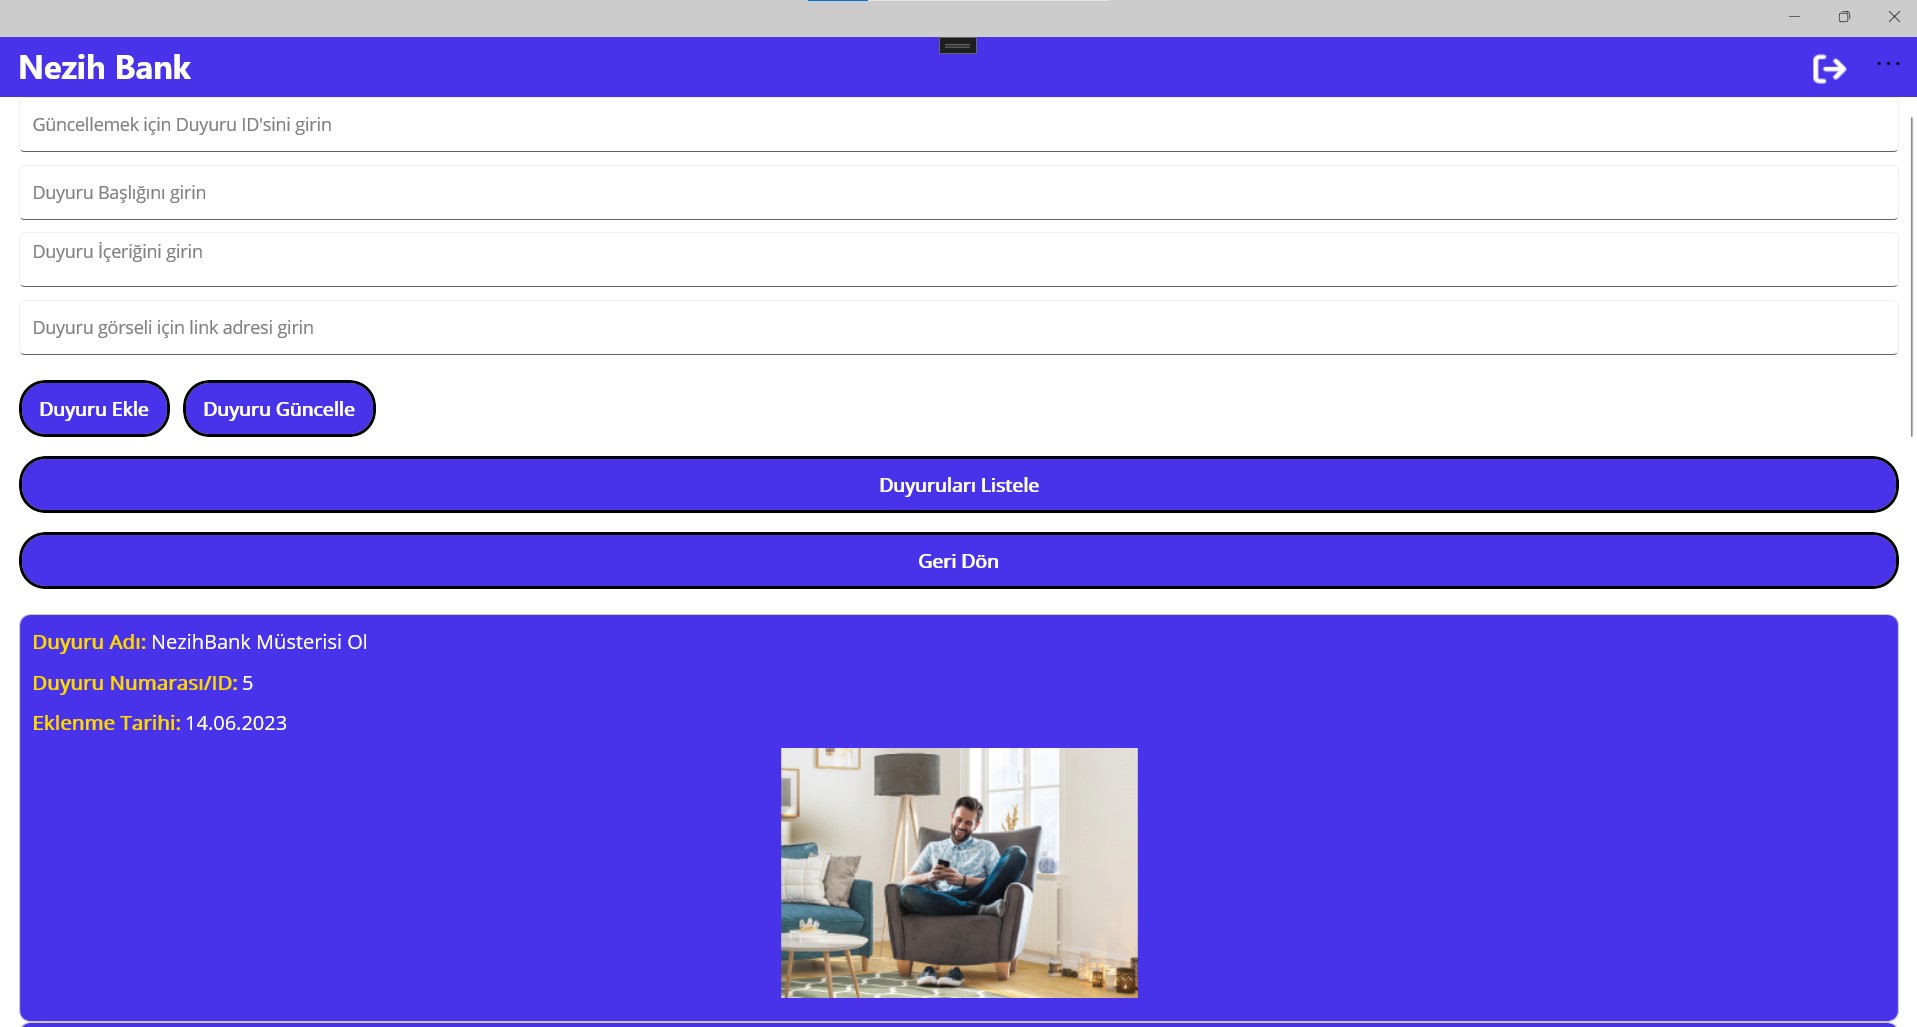 Nezih Bank
Güncellemek için Duyuru ID'sini girin
Duyuru Başlığını girin
Duyuru İçeriğini girin
Duyuru görseli için link adresi girin
Duyuru Ekle
Duyuru Güncelle
Duyuruları Listele
Geri Dön
Duyuru Adı: NezihBank Müsterisi Ol
Duyuru Numarası/ID: 5
Eklenme Tarihi: 14.06.2023